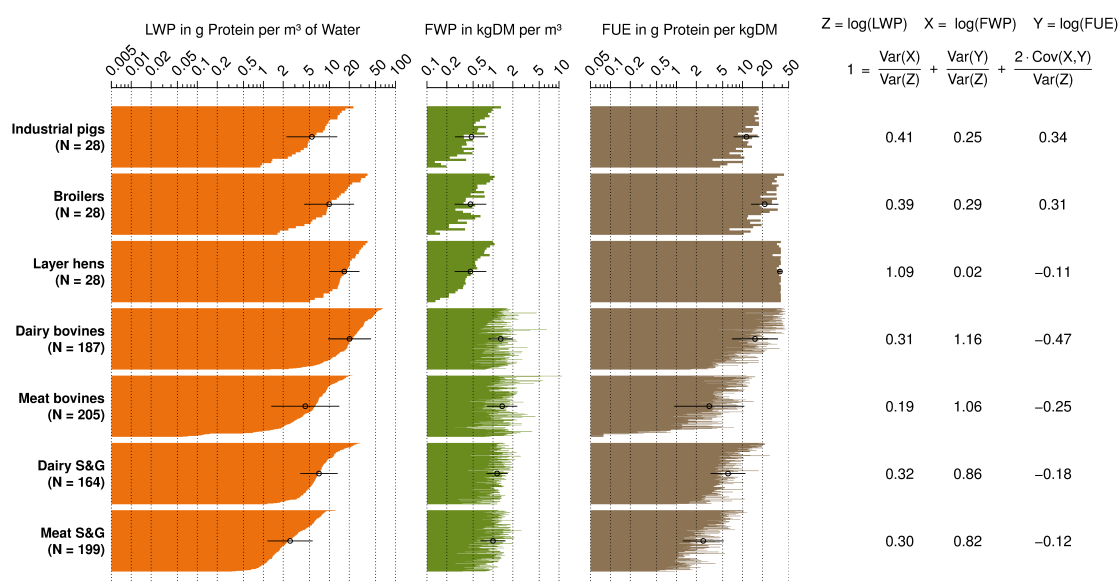 LWP in g Protein per m³ of Water
FWP in kgDM per m³
FUE in g Protein per kgDM
Z = log(LWP) X = log(FWP) Y = log(FUE)
1 = Var(X)/Var(Z) + Var(Y)/Var(Z) + 2·Cov(X,Y)/Var(Z)
0.005 0.01 0.02 0.05 0.1 0.2 0.5 1 2 5 10 20 50 100
0.1 0.2 0.5 1 2 5 10
0.05 0.1 0.2 0.5 1 2 5 10 20 50
Industrial pigs
(N = 28)
0.41 0.25 0.34
Broilers
(N = 28)
0.39 0.29 0.31
Layer hens
(N = 28)
1.09 0.02 −0.11
Dairy bovines
(N = 187)
0.31 1.16 −0.47
Meat bovines
(N = 205)
0.19 1.06 −0.25
Dairy S&G
(N = 164)
0.32 0.86 −0.18
Meat S&G
(N = 199)
0.30 0.82 −0.12